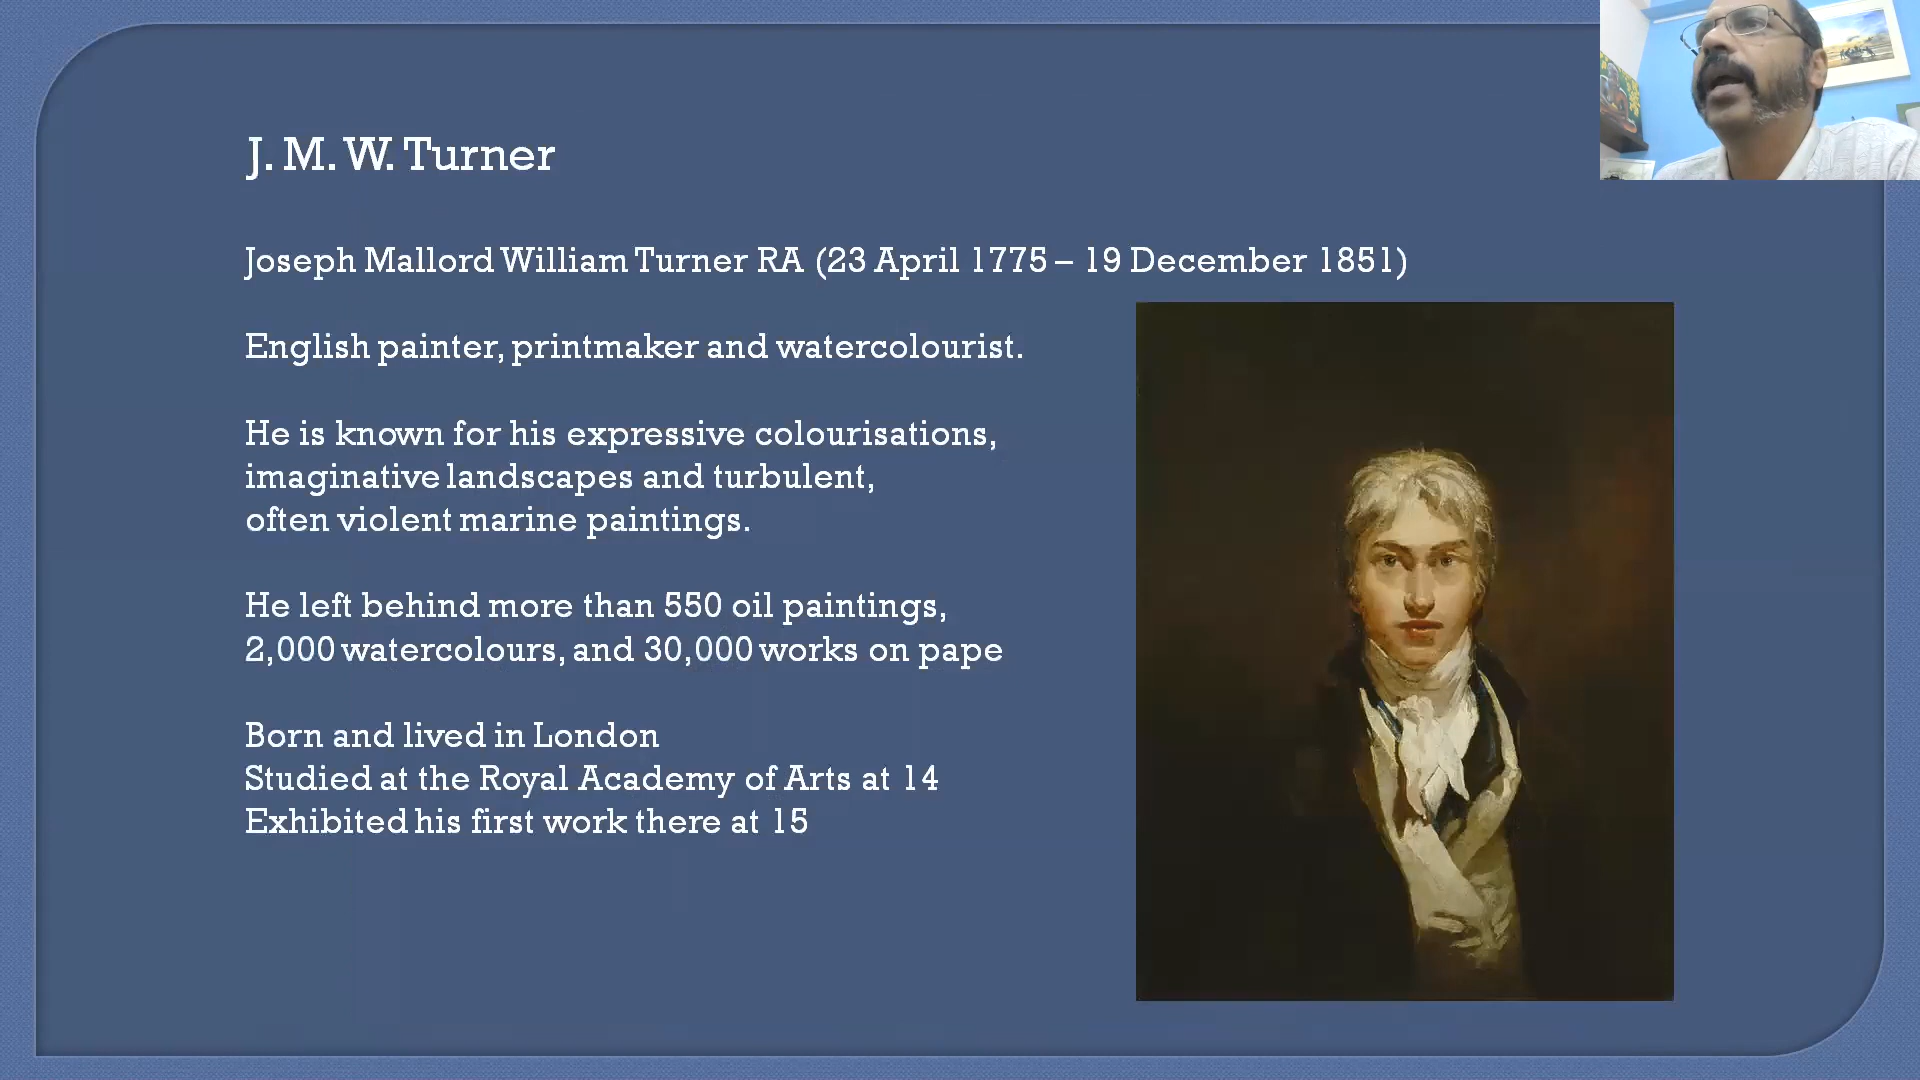 J. M. W. Turner
Joseph Mallord William Turner RA (23 April 1775 – 19 December 1851)
English painter, printmaker and watercolourist.
He is known for his expressive colourisations,
imaginative landscapes and turbulent,
often violent marine paintings.
He left behind more than 550 oil paintings,
2,000 watercolours, and 30,000 works on pape
Born and lived in London
Studied at the Royal Academy of Arts at 14
Exhibited his first work there at 15